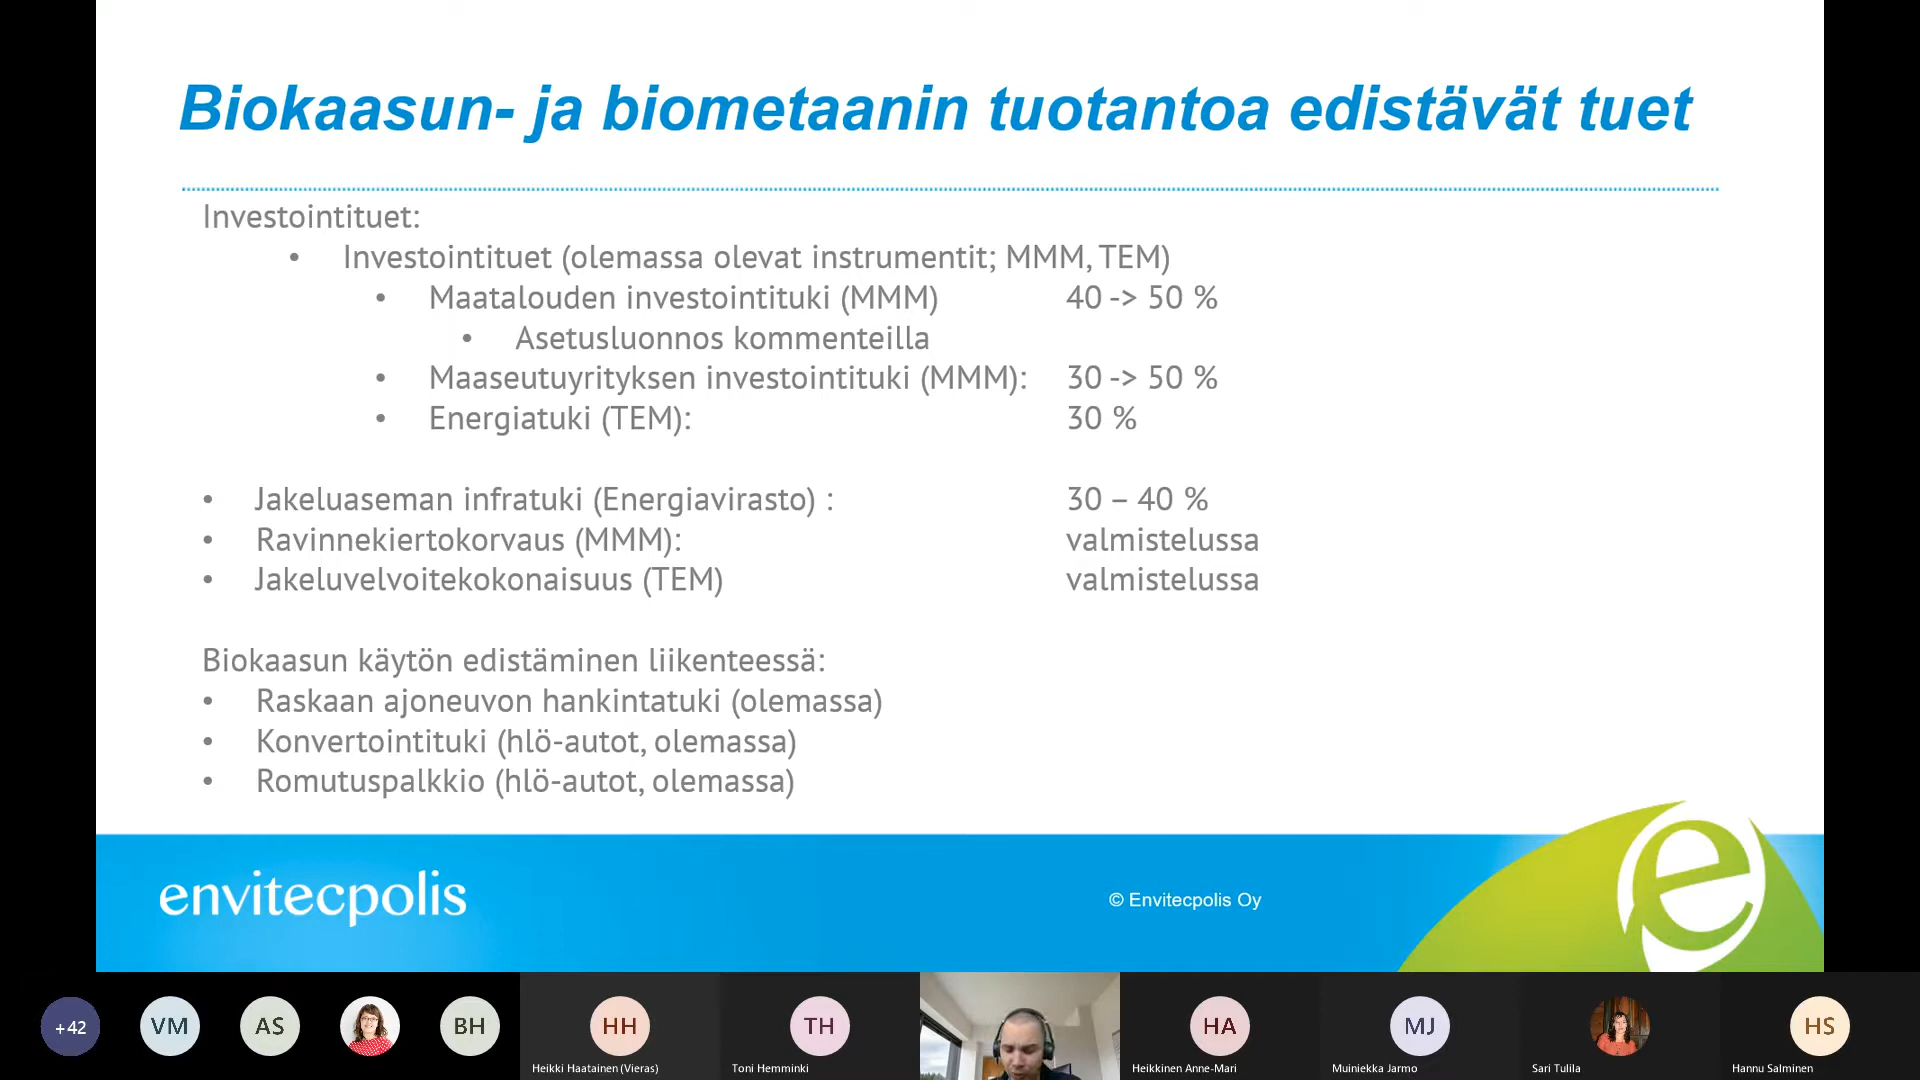 Biokaasun- ja biometaanin tuotantoa edistävät tuet
Investointituet:
• Investointituet (olemassa olevat instrumentit; MMM, TEM)
• Maatalouden investointituki (MMM) 40 -> 50 %
• Asetusluonnos kommenteilla
• Maaseutuyrityksen investointituki (MMM): 30 -> 50 %
• Energiatuki (TEM): 30 %
• Jakeluaseman infratuki (Energiavirasto) : 30 – 40 %
• Ravinnekiertokorvaus (MMM): valmistelussa
• Jakeluvelvoitekokonaisuus (TEM) valmistelussa
Biokaasun käytön edistäminen liikenteessä:
• Raskaan ajoneuvon hankintatuki (olemassa)
• Konvertointituki (hlö-autot, olemassa)
• Romutuspalkkio (hlö-autot, olemassa)
envitecpolis
© Envitecpolis Oy
e
+42 VM AS BH HH TH HA MJ HS
Heikki Haatainen (Vieras) Toni Hemminki Heikkinen Anne-Mari Muiniekka Jarmo Sari Tulila Hannu Salminen